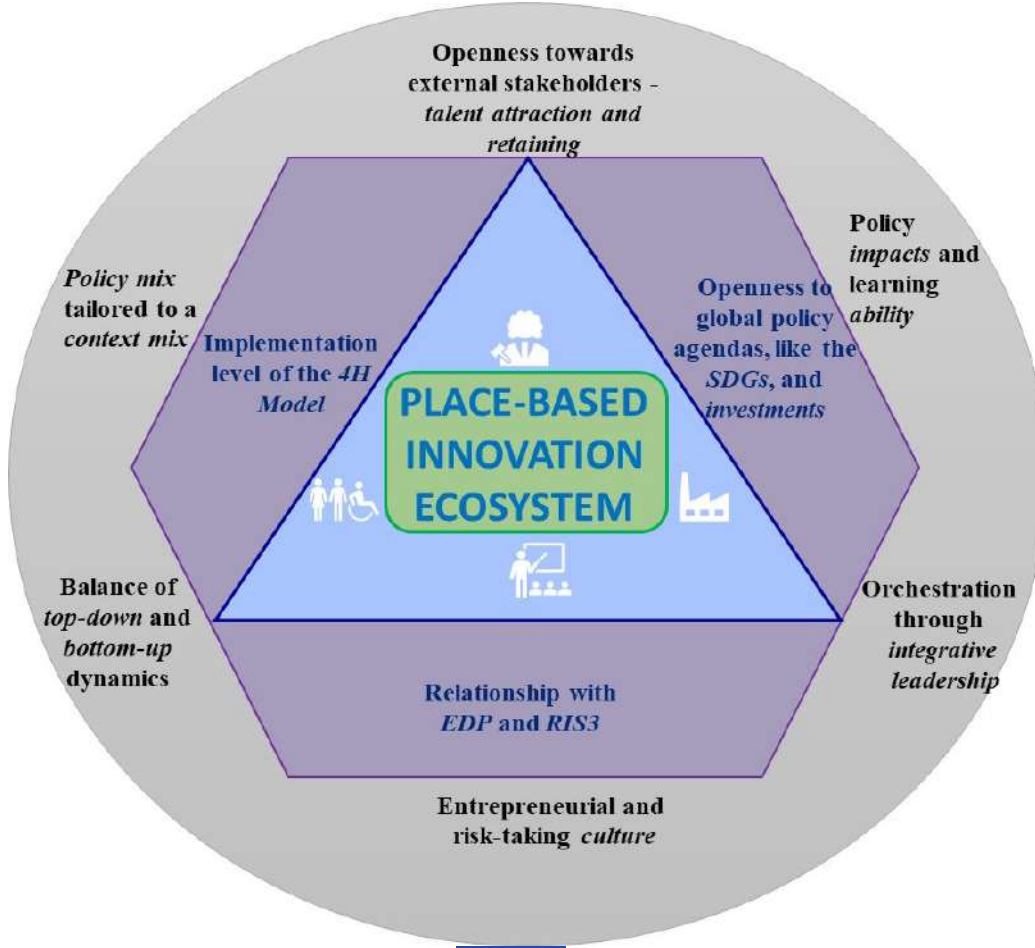 Openness towards
external stakeholders -
talent attraction and
retaining
Policy
impacts and
learning
ability
Policy mix
tailored to a
context mix
Implementation
level of the 4H
Model
Openness to
global policy
agendas, like the
SDGs, and
investments
PLACE-BASED
INNOVATION
ECOSYSTEM
Balance of
top-down and
bottom-up
dynamics
Orchestration
through
integrative
leadership
Relationship with
EDP and RIS3
Entrepreneurial and
risk-taking culture